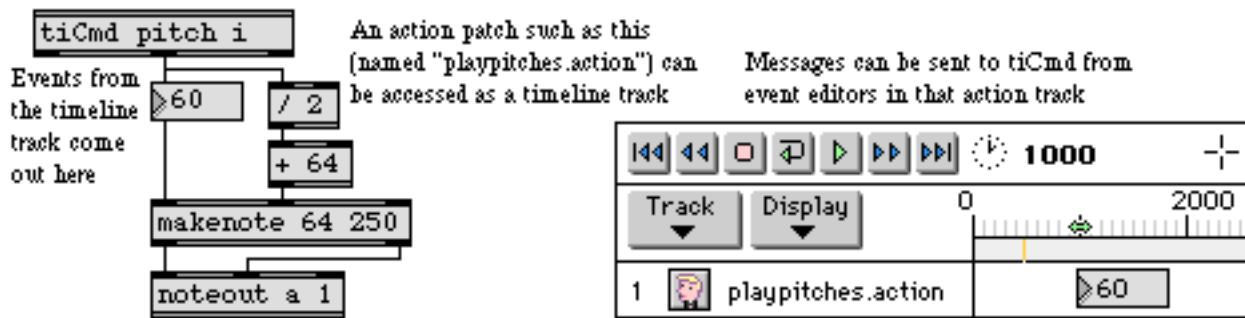 tiCmd pitch i
Events from
the timeline
track come
out here
60
/ 2
+ 64
makenote 64 250
noteout a 1
An action patch such as this
(named "playpitches.action") can
be accessed as a timeline track
Messages can be sent to tiCmd from
event editors in that action track
1000
Track
Display
0
2000
1
playpitches.action
60